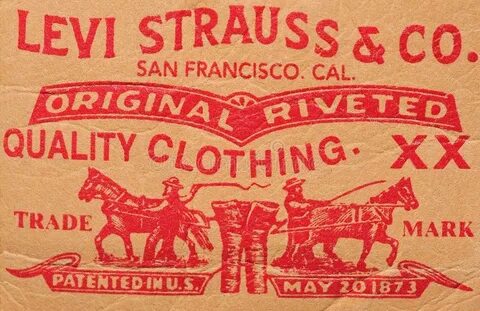 LEVI STRAUSS & CO.
SAN FRANCISCO. CAL.
ORIGINAL RIVETED
QUALITY CLOTHING. XX
TRADE MARK
PATENTED IN U.S. MAY 20 1873